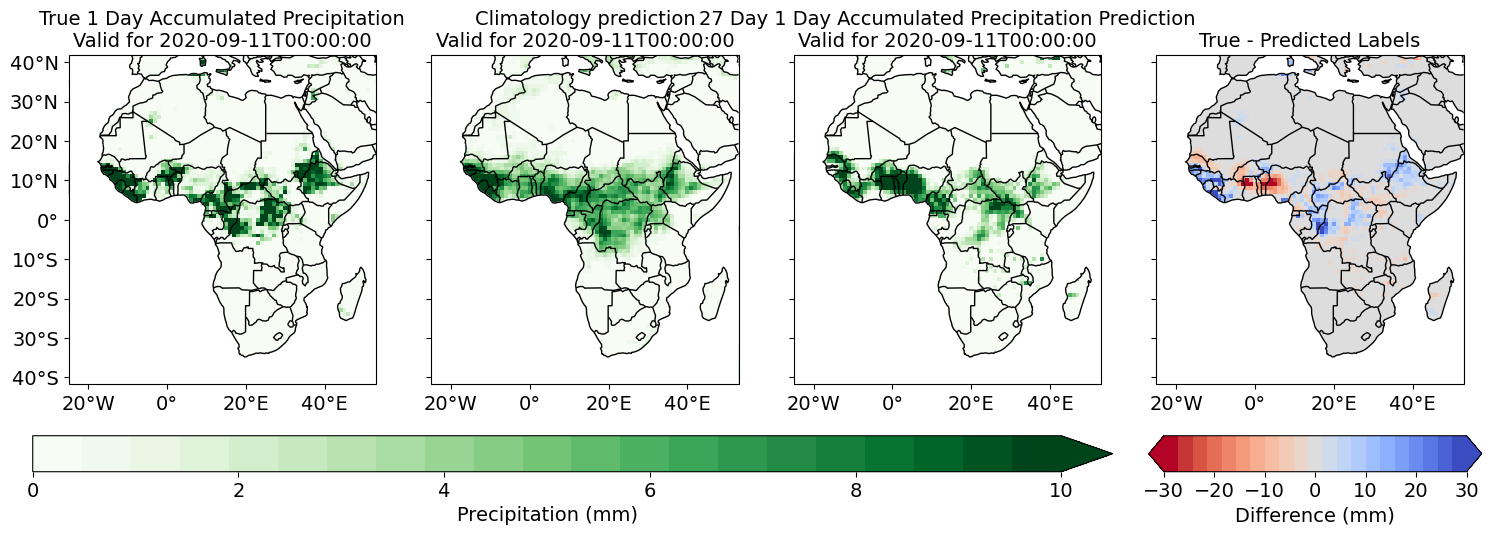 True 1 Day Accumulated Precipitation
Valid for 2020-09-11T00:00:00
Climatology prediction
Valid for 2020-09-11T00:00:00
27 Day 1 Day Accumulated Precipitation Prediction
Valid for 2020-09-11T00:00:00
True - Predicted Labels
40°N
30°N
20°N
10°N
0°
10°S
20°S
30°S
40°S
20°W 0° 20°E 40°E
20°W 0° 20°E 40°E
20°W 0° 20°E 40°E
20°W 0° 20°E 40°E
0 2 4 6 8 10
Precipitation (mm)
−30 −20 −10 0 10 20 30
Difference (mm)